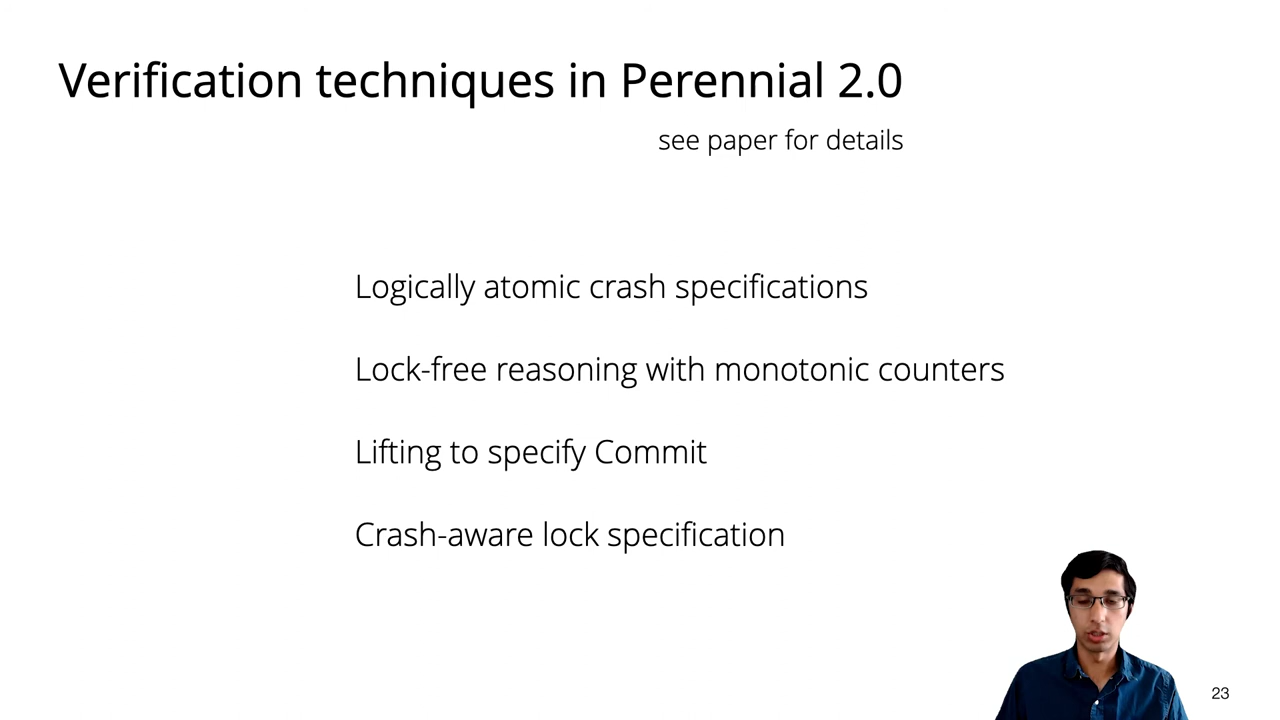 Verification techniques in Perennial 2.0
see paper for details
Logically atomic crash specifications
Lock-free reasoning with monotonic counters
Lifting to specify Commit
Crash-aware lock specification
23